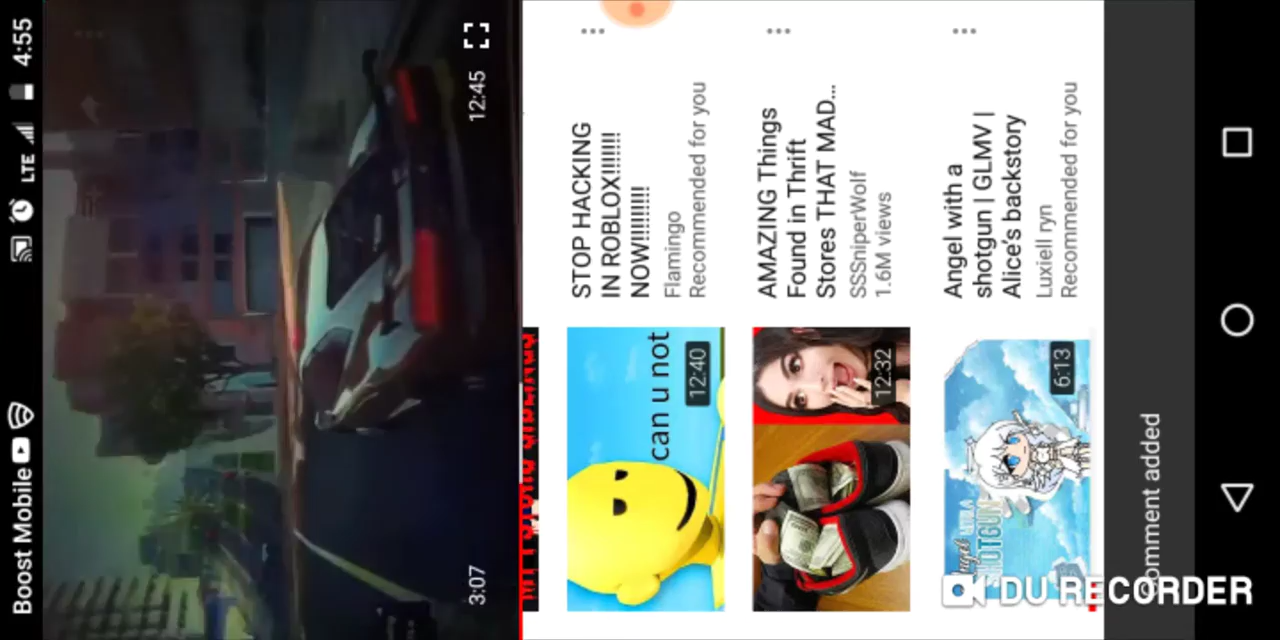 Boost Mobile
LTE
4:55
3:07
12:45
STOP HACKING
IN ROBLOX!!!!!!!
NOW!!!!!!!!!!
Flamingo
Recommended for you
can u not
12:40
AMAZING Things
Found in Thrift
Stores THAT MAD...
SSSniperWolf
1.6M views
12:32
Angel with a
shotgun | GLMV |
Alice's backstory
Luxiell ryn
Recommended for you
6:13
Comment added
DU RECORDER